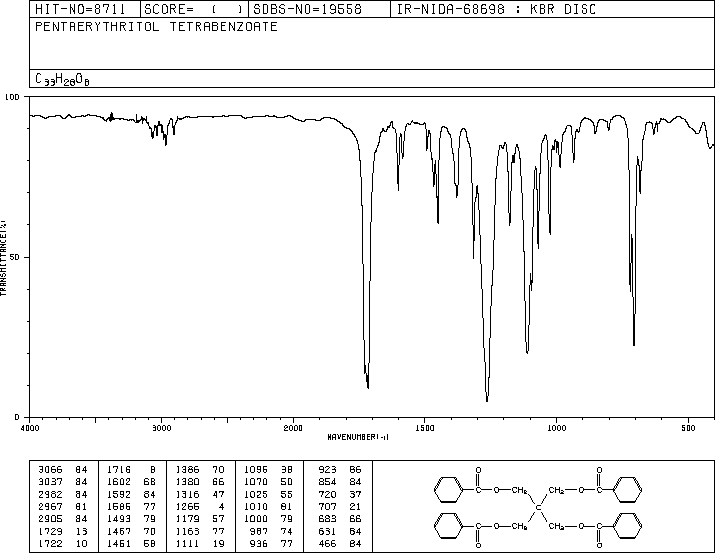 HIT-NO=8711 SCORE= ( ) SDBS-NO=19558 IR-NIDA-68698 : KBR DISC
PENTAERYTHRITOL TETRABENZOATE
C33H28O8
100
50
0
TRANSMITTANCE(%)
4000 3000 2000 1500 1000 500
WAVENUMBER(-1)
3066 84 1716 8 1386 70 1096 38 923 86
3037 84 1602 68 1380 66 1070 50 854 84
2982 84 1592 84 1316 47 1025 55 720 37
2967 81 1586 77 1266 4 1010 81 707 21
2905 84 1493 79 1179 57 1000 79 683 66
1729 13 1467 70 1163 77 987 74 631 84
1722 10 1451 58 1111 19 936 77 466 84
O O
C-O-CH2 CH2-O-C
C
C-O-CH2 CH2-O-C
O O